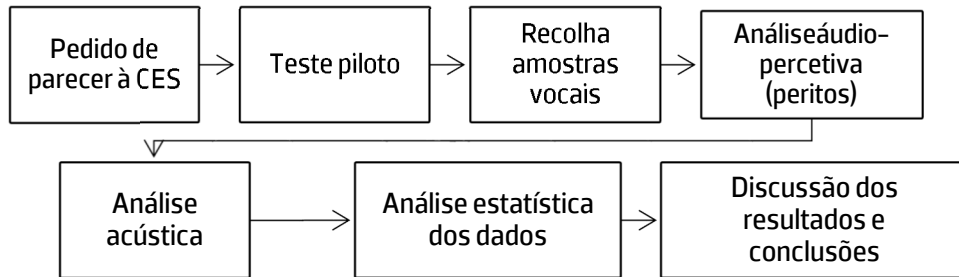 Pedido de
parecer à CES
Teste piloto
Recolha
amostras
vocais
Análiseáudio-
percetiva
(peritos)
Análise
acústica
Análise estatística
dos dados
Discussão dos
resultados e
conclusões